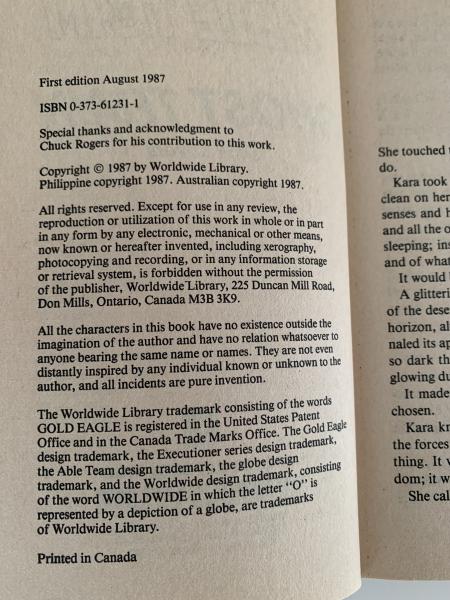 First edition August 1987
ISBN 0-373-61231-1
Special thanks and acknowledgment to
Chuck Rogers for his contribution to this work.
Copyright © 1987 by Worldwide Library.
Philippine copyright 1987. Australian copyright 1987.
All rights reserved. Except for use in any review, the
reproduction or utilization of this work in whole or in part
in any form by any electronic, mechanical or other means,
now known or hereafter invented, including xerography,
photocopying and recording, or in any information storage
or retrieval system, is forbidden without the permission
of the publisher, Worldwide Library, 225 Duncan Mill Road,
Don Mills, Ontario, Canada M3B 3K9.
All the characters in this book have no existence outside the
imagination of the author and have no relation whatsoever to
anyone bearing the same name or names. They are not even
distantly inspired by any individual known or unknown to the
author, and all incidents are pure invention.
The Worldwide Library trademark consisting of the words
GOLD EAGLE is registered in the United States Patent
Office and in the Canada Trade Marks Office. The Gold Eagle
design trademark, the Executioner series design trademark,
the Able Team design trademark, the globe design
trademark, and the Worldwide design trademark, consisting
of the word WORLDWIDE in which the letter "O" is
represented by a depiction of a globe, are trademarks
of Worldwide Library.
Printed in Canada
She touched
do.
Kara took
clean on her
senses and
and all the
sleeping;
and of what
It would
A glitteri
of the dese
horizon, al
naled its
so dark
glowing
It made
chosen.
Kara
the forces
thing. It
dom; it w
She cal